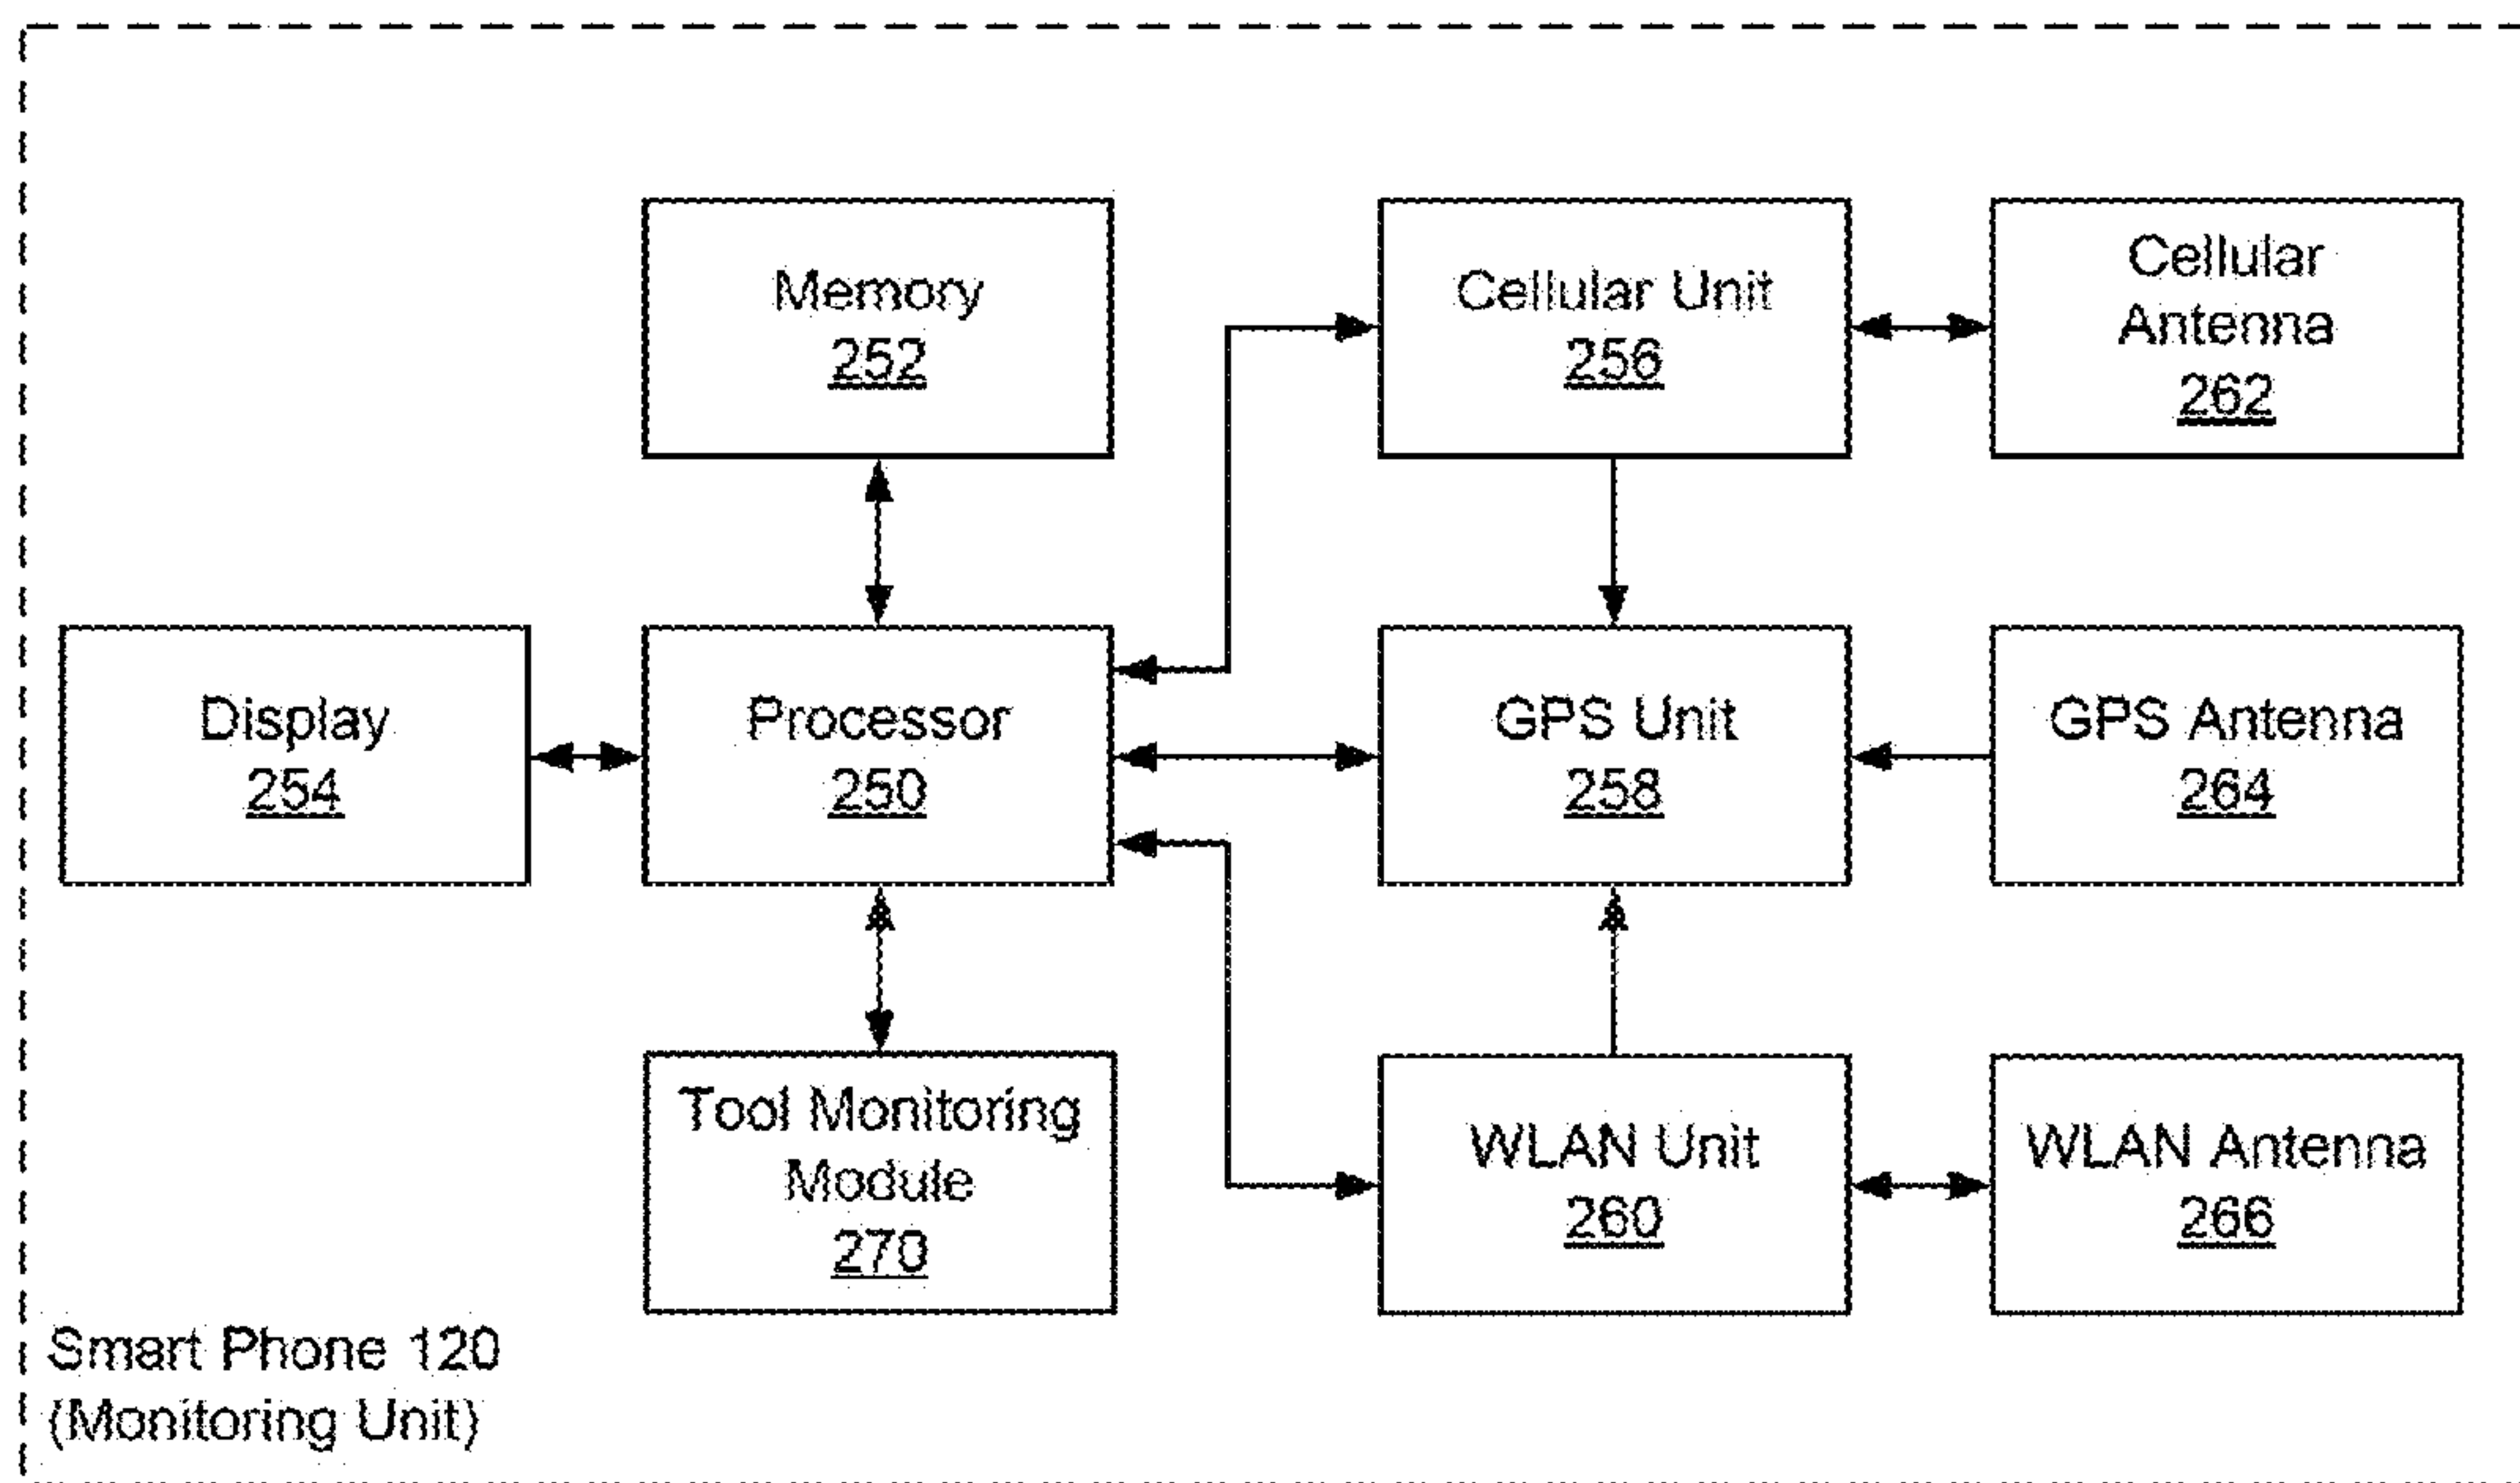 Memory
252
Cellular Unit
256
Cellular
Antenna
262
Display
254
Processor
250
GPS Unit
258
GPS Antenna
264
Tool Monitoring
Module
270
WLAN Unit
260
WLAN Antenna
266
Smart Phone 120
(Monitoring Unit)